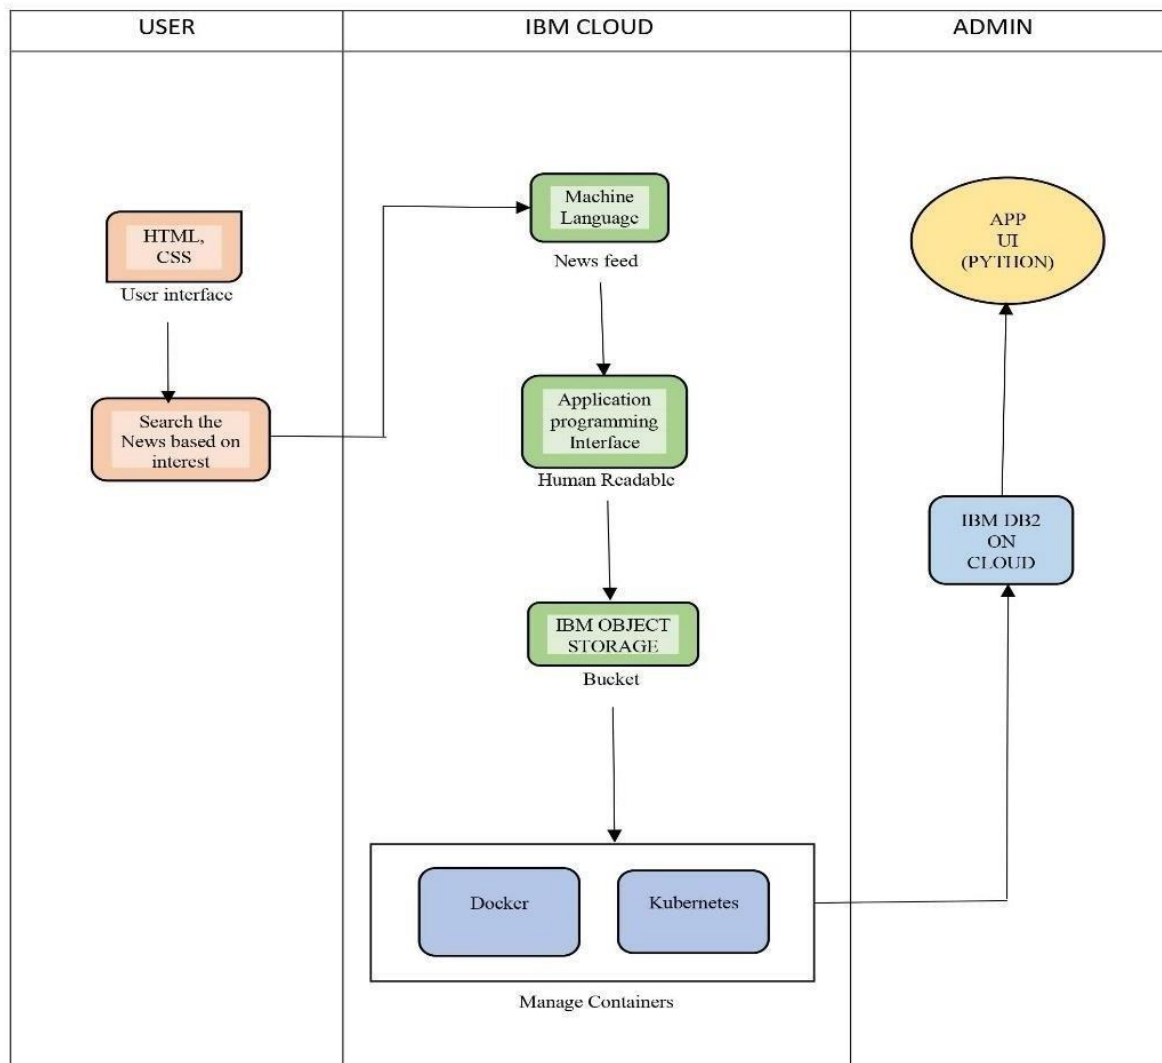 USER
IBM CLOUD
ADMIN
HTML,
CSS
User interface
Search the
News based on
interest
Machine
Language
News feed
Application
programming
Interface
Human Readable
IBM OBJECT
STORAGE
Bucket
Docker
Kubernetes
Manage Containers
APP
UI
(PYTHON)
IBM DB2
ON
CLOUD